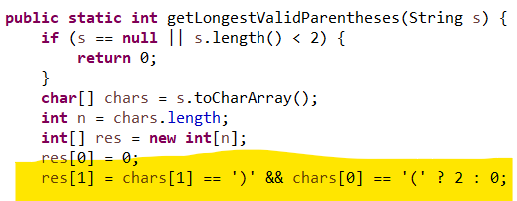 public static int getLongestValidParentheses(String s) {
if (s == null || s.length() < 2) {
return 0;
}
char[] chars = s.toCharArray();
int n = chars.length;
int[] res = new int[n];
res[0] = 0;
res[1] = chars[1] == ')' && chars[0] == '(' ? 2 : 0;